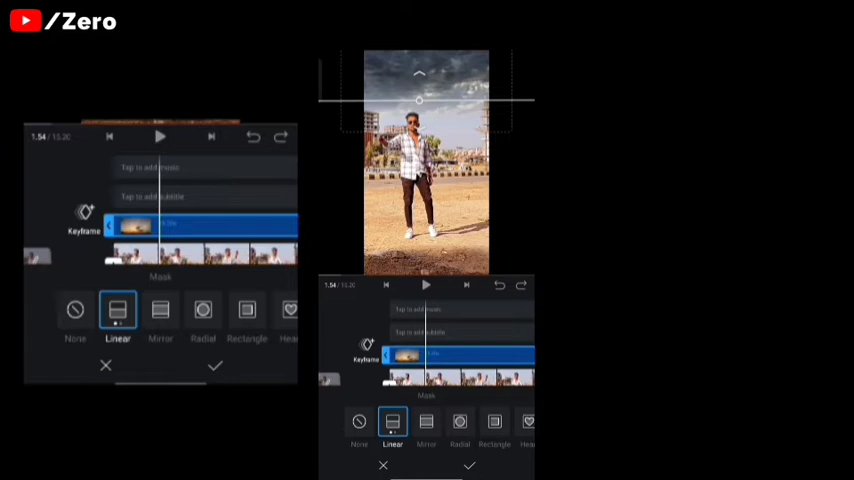 /Zero
1.54 / 15.20
Tap to add music
Tap to add subtitle
Keyframe
Mask
None Linear Mirror Radial Rectangle
1.54 / 15.20
Tap to add music
Tap to add subtitle
Keyframe
Mask
None Linear Mirror Radial Rectangle